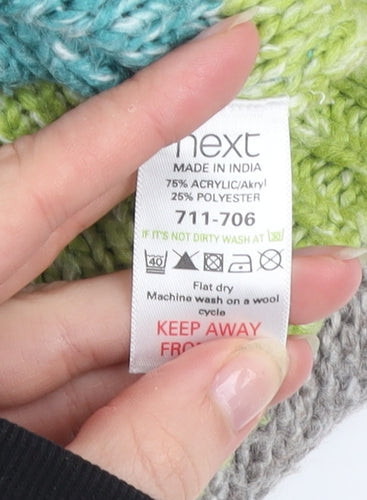 next
MADE IN INDIA
75% ACRYLIC/Akryl
25% POLYESTER
711-706
IF IT'S NOT DIRTY WASH AT 30
40
Flat dry
Machine wash on a wool
cycle
KEEP AWAY